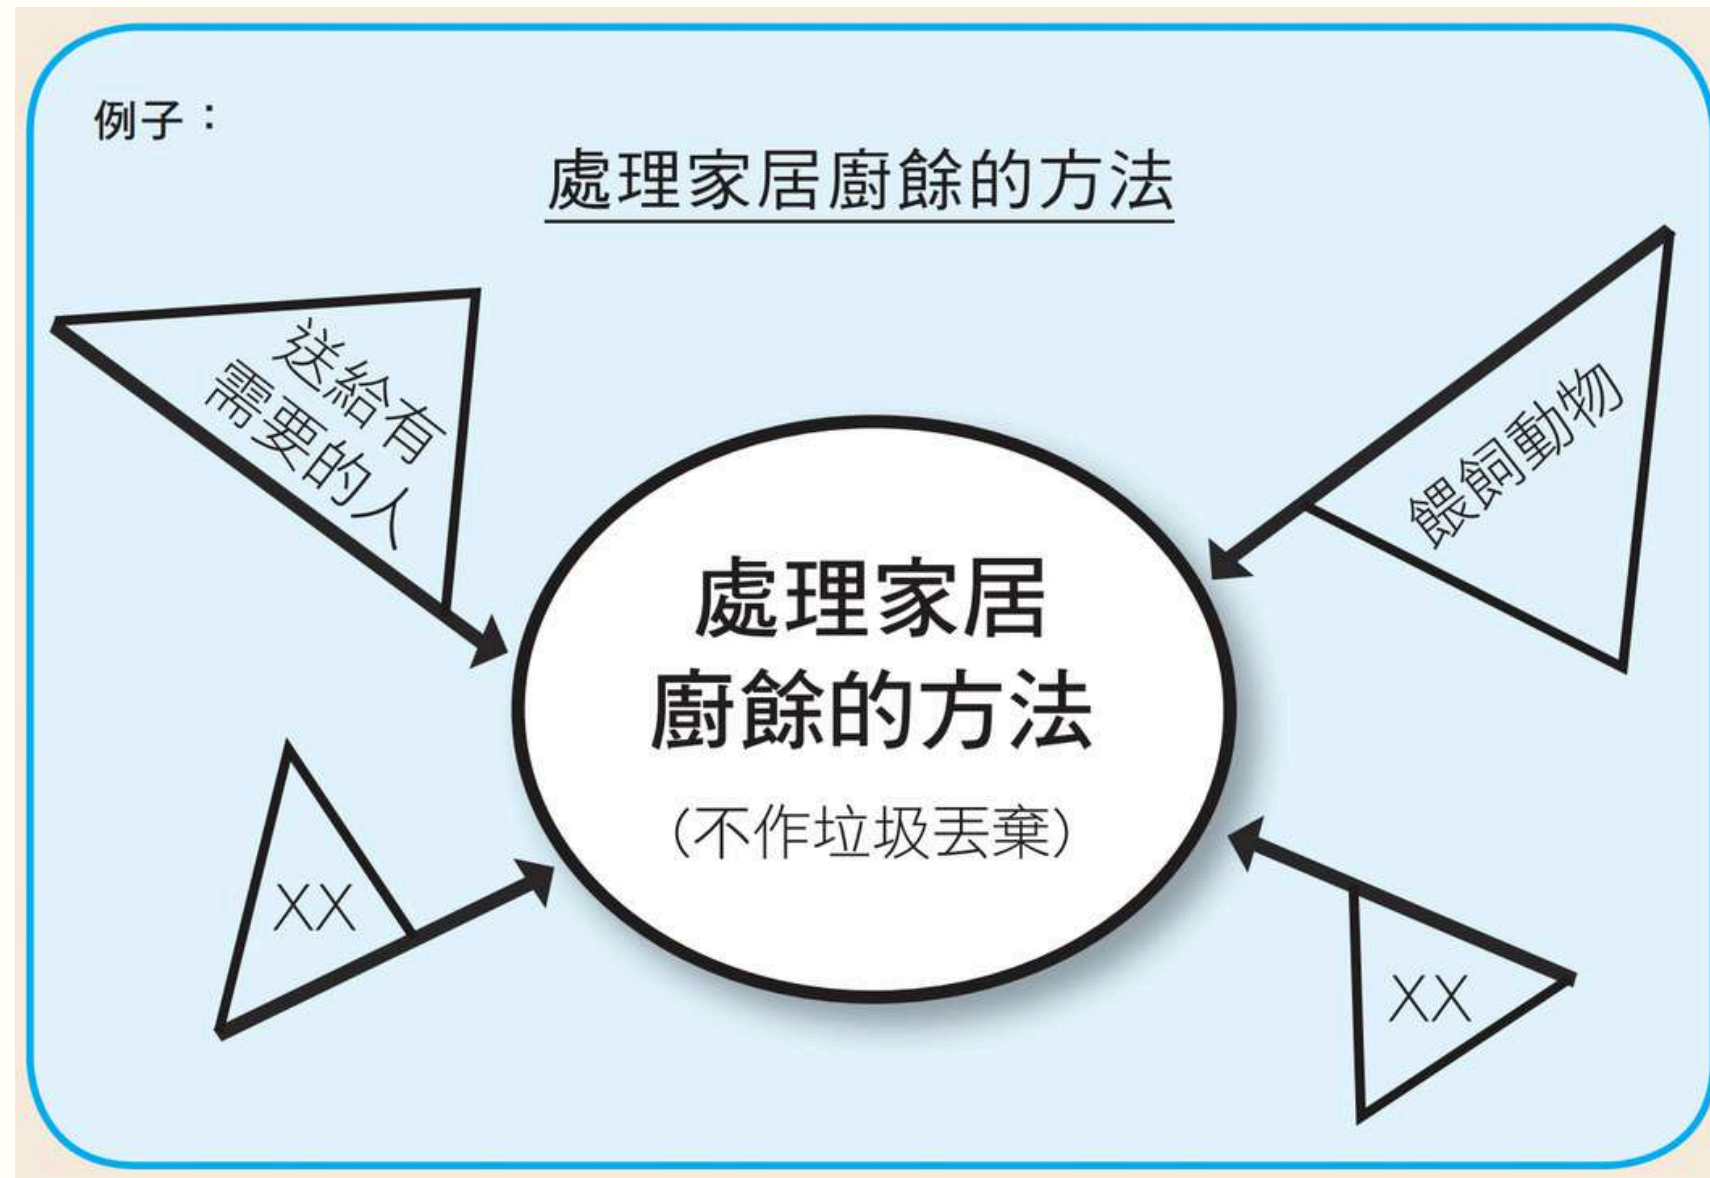 例子：
處理家居廚餘的方法
送給有
需要的人
餵飼動物
處理家居
廚餘的方法
（不作垃圾丟棄）
XX
XX